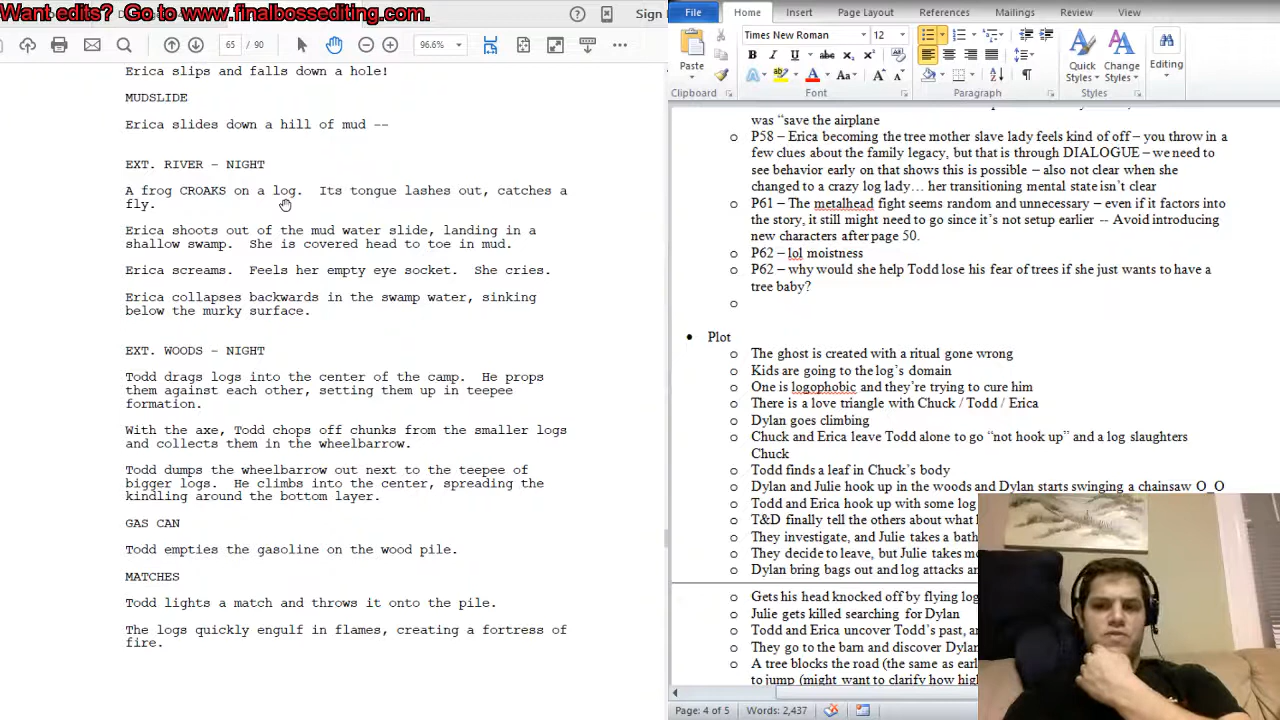 Want edits?  Go to www.finalbossediting.com.
Sign
65
96.6%
Erica slips and falls down a hole!
MUDSLIDE
Erica slides down a hill of mud --
EXT. RIVER - NIGHT
A frog CROAKS on a log.  Its tongue lashes out, catches a
fly.
Erica shoots out of the mud water slide, landing in a
shallow swamp.  She is covered head to toe in mud.
Erica screams.  Feels her empty eye socket.  She cries.
Erica collapses backwards in the swamp water, sinking
below the murky surface.
EXT. WOODS - NIGHT
Todd drags logs into the center of the camp.  He props
them against each other, setting them up in teepee
formation.
With the axe, Todd chops off chunks from the smaller logs
and collects them in the wheelbarrow.
Todd dumps the wheelbarrow out next to the teepee of
bigger logs.  He climbs into the center, spreading the
kindling around the bottom layer.
GAS CAN
Todd empties the gasoline on the wood pile.
MATCHES
Todd lights a match and throws it onto the pile.
The logs quickly engulf in flames, creating a fortress of
fire.
File Home Insert Page Layout References Mailings Review View
Times New Roman 12
Paste
Quick Styles
Change Styles
Editing
Clipboard Font Paragraph Styles
was “save the airplane
o P58 – Erica becoming the tree mother slave lady feels kind of off – you throw in a
few clues about the family legacy, but that is through DIALOGUE – we need to
see behavior early on that shows this is possible – also not clear when she
changed to a crazy log lady… her transitioning mental state isn’t clear
o P61 – The metalhead fight seems random and unnecessary – even if it factors into
the story, it still might need to go since it’s not setup earlier -- Avoid introducing
new characters after page 50.
o P62 – lol moistness
o P62 – why would she help Todd lose his fear of trees if she just wants to have a
tree baby?
o
• Plot
o The ghost is created with a ritual gone wrong
o Kids are going to the log’s domain
o One is logophobic and they’re trying to cure him
o There is a love triangle with Chuck / Todd / Erica
o Dylan goes climbing
o Chuck and Erica leave Todd alone to go “not hook up” and a log slaughters
Chuck
o Todd finds a leaf in Chuck’s body
o Dylan and Julie hook up in the woods and Dylan starts swinging a chainsaw O_O
o Todd and Erica hook up with some log
o T&D finally tell the others about what
o They investigate, and Julie takes a bath
o They decide to leave, but Julie takes
o Dylan bring bags out and log attacks
o Gets his head knocked off by flying log
o Julie gets killed searching for Dylan
o Todd and Erica uncover Todd’s past,
o They go to the barn and discover
o A tree blocks the road (the same as
to jump (might want to clarify how
Page: 4 of 5 Words: 2,437